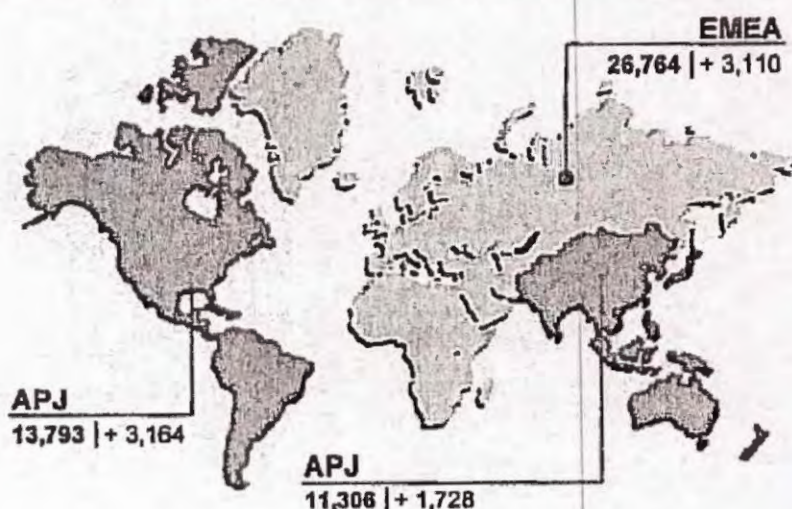 EMEA
26,764 | + 3,110
APJ
13,793 | + 3,164
APJ
11,306 | + 1,728